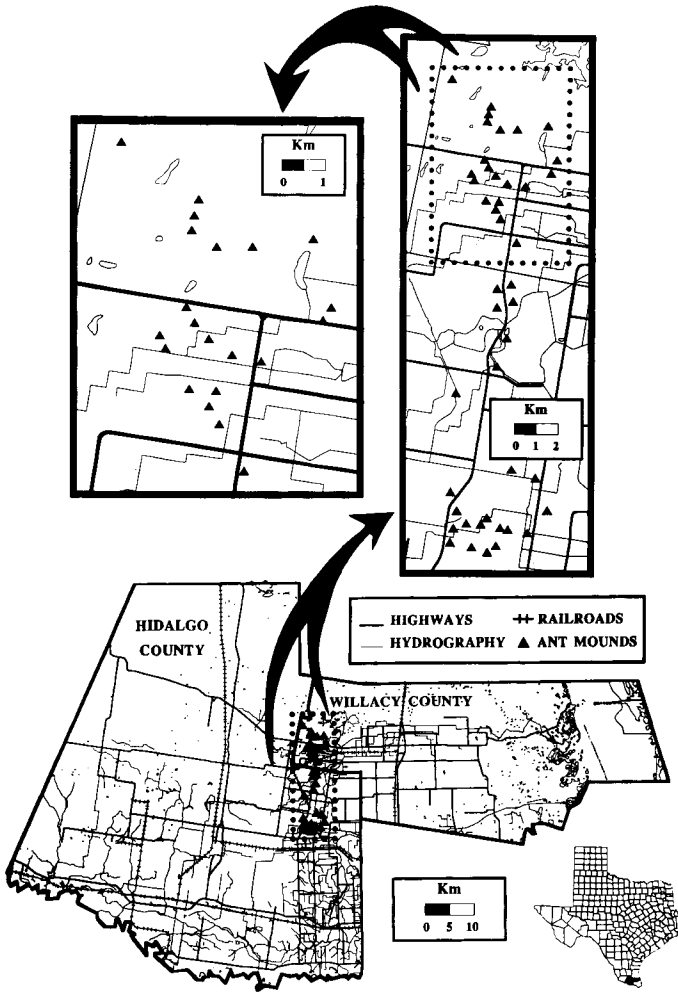 Km
0 1
Km
0 1 2
HIGHWAYS
RAILROADS
HYDROGRAPHY
ANT MOUNDS
HIDALGO
COUNTY
WILLACY COUNTY
Km
0 5 10